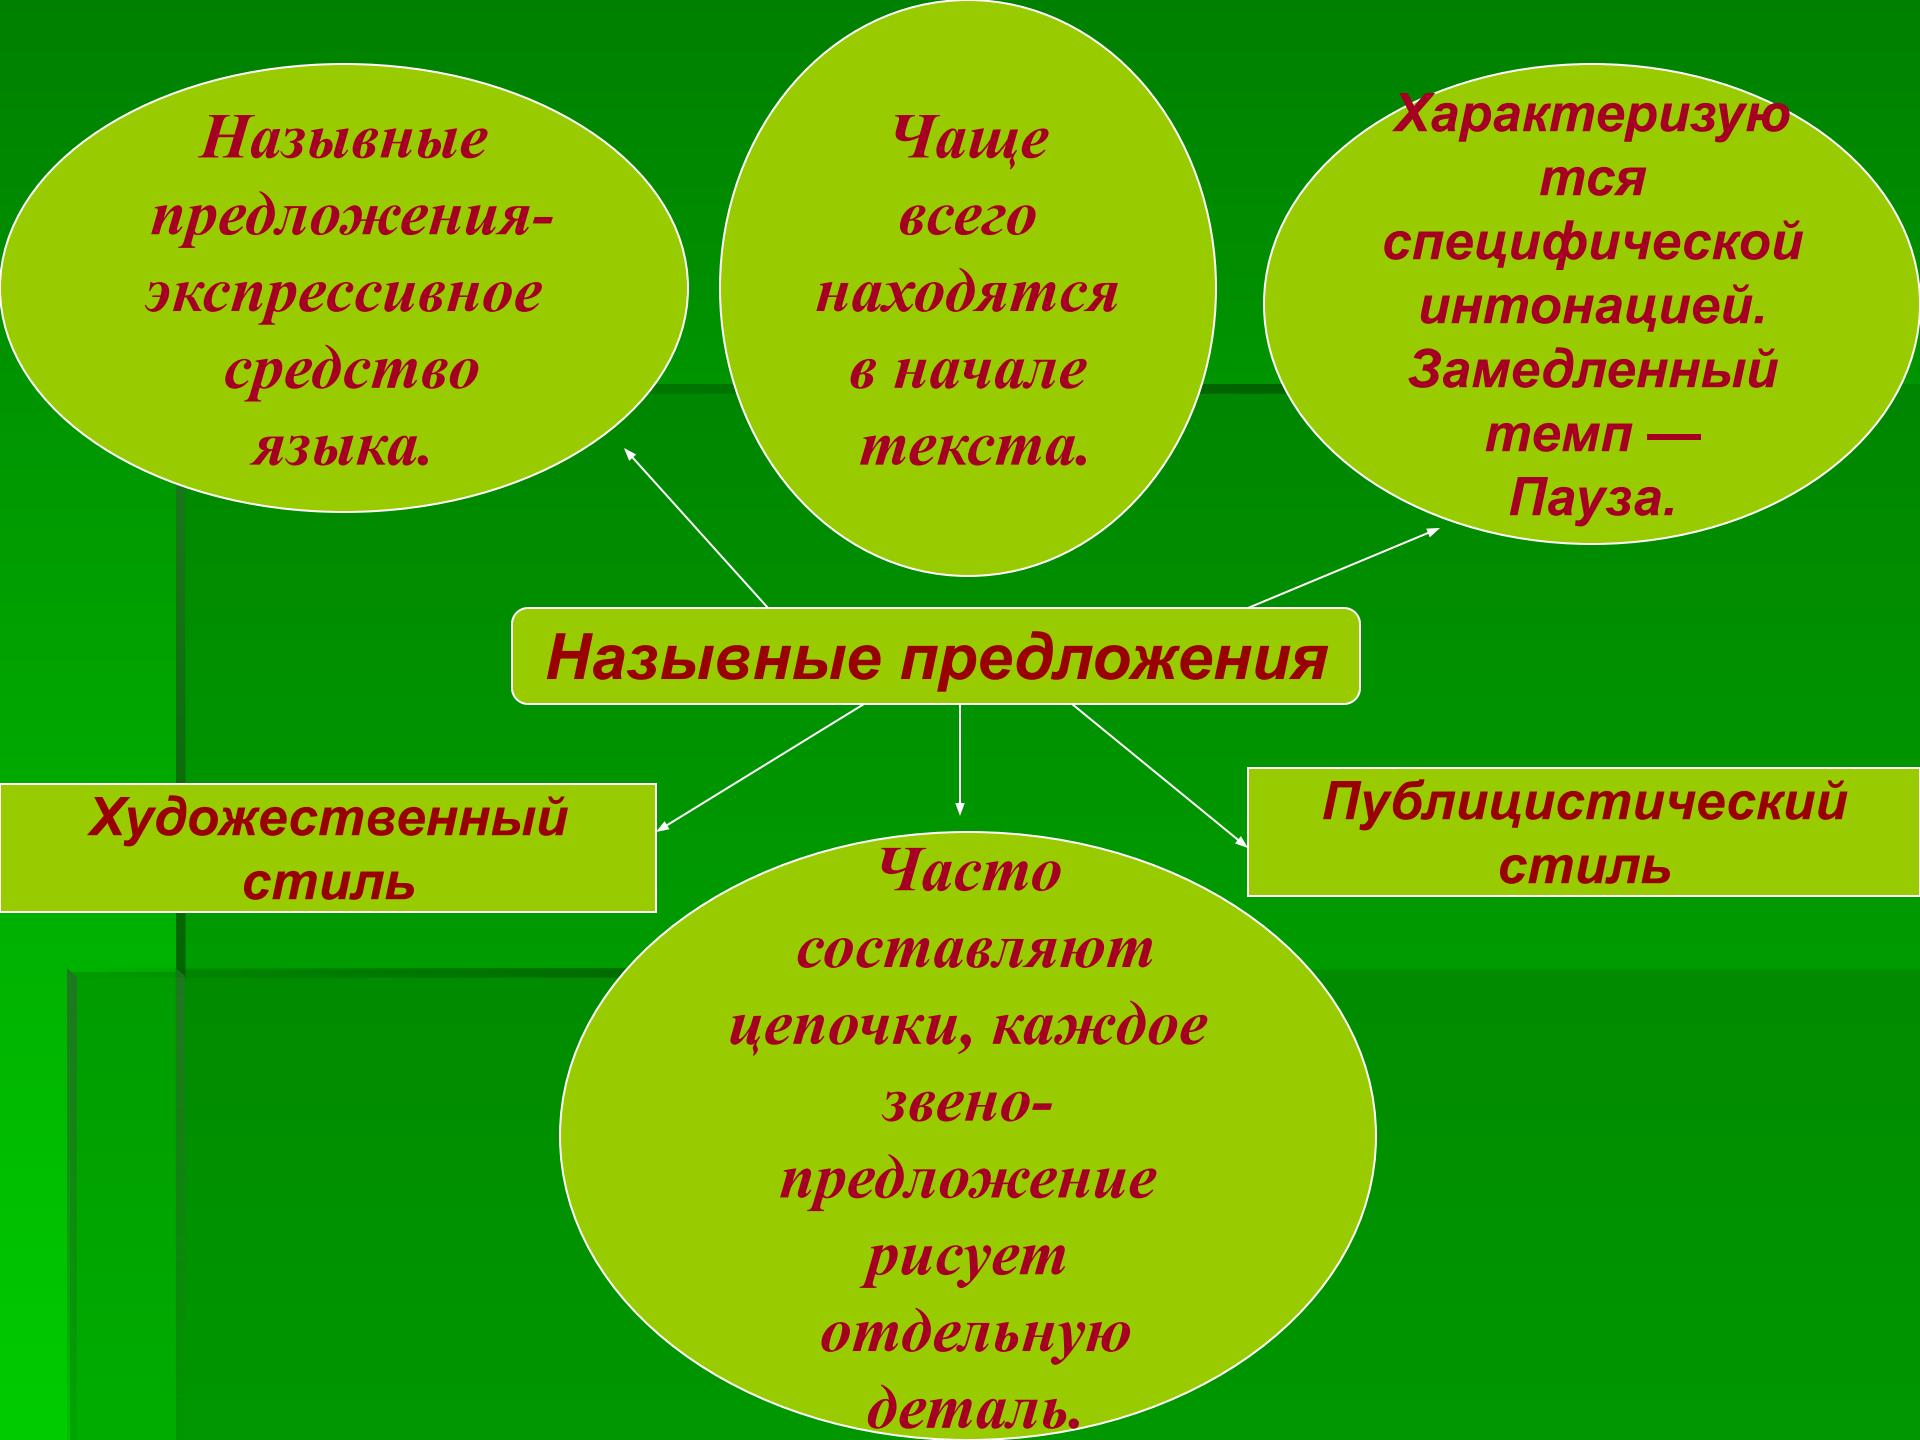 Назывные
предложения-
экспрессивное
средство
языка.
Чаще
всего
находятся
в начале
текста.
Характеризую
тся
специфической
интонацией.
Замедленный
темп —
Пауза.
Назывные предложения
Художественный
стиль
Публицистический
стиль
Часто
составляют
цепочки, каждое
звено-
предложение
рисует
отдельную
деталь.